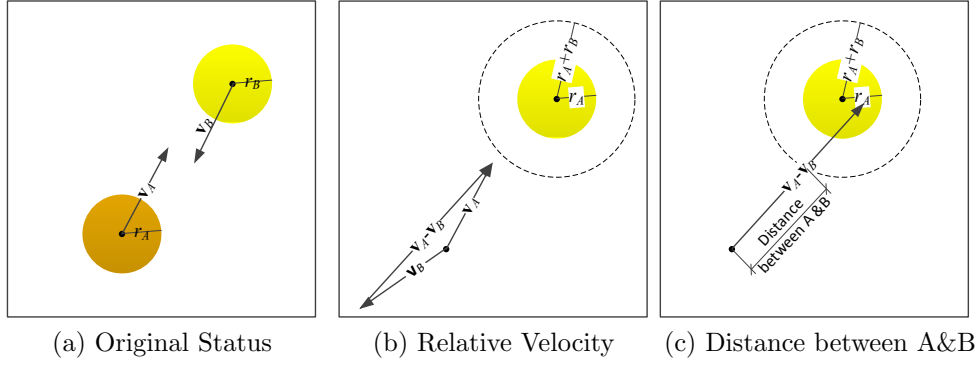 r_B
v_B
v_A
r_A
(a) Original Status
r_A+r_B
r_A
v_A
v_A-v_B
v_B
(b) Relative Velocity
r_A+r_B
r_A
v_A-v_B
Distance
between A&B
(c) Distance between A&B